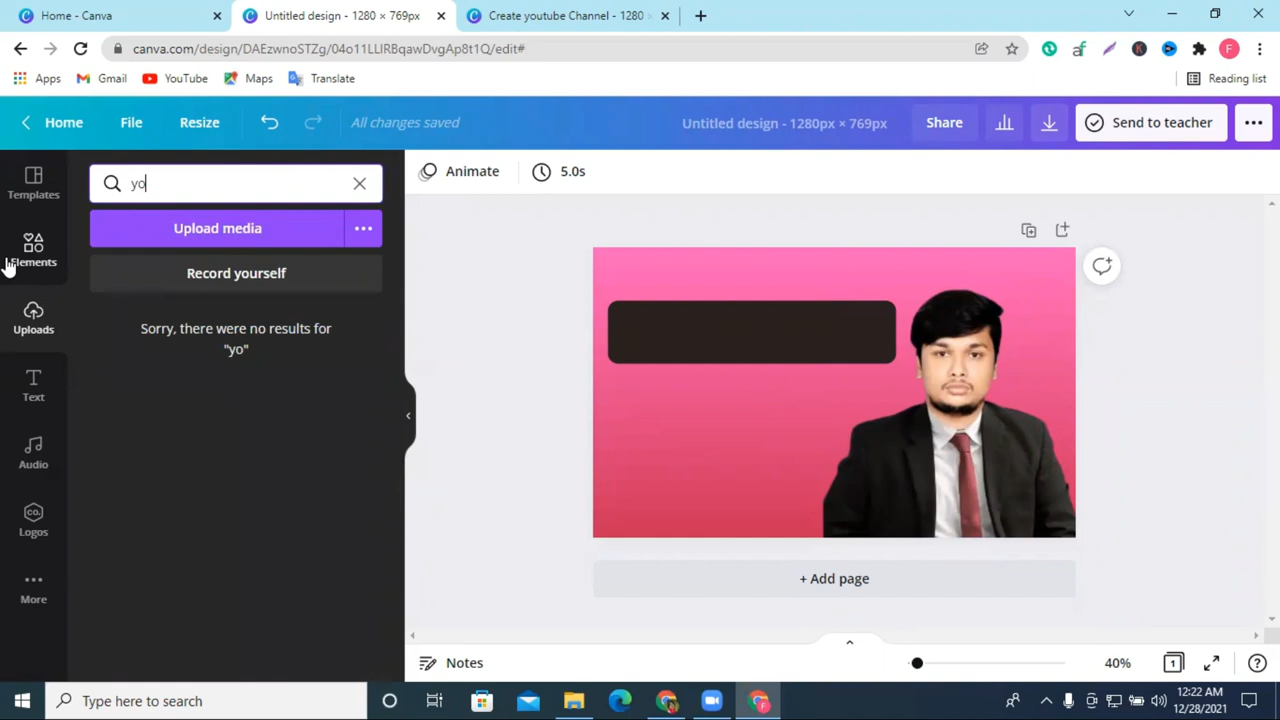 Home - Canva
Untitled design - 1280 × 769px
Create youtube Channel - 1280
canva.com/design/DAEzwnoSTZg/04o11LLIRBqawDvgAp8t1Q/edit#
Apps
Gmail
YouTube
Maps
Translate
Reading list
Home
File
Resize
All changes saved
Untitled design - 1280px × 769px
Share
Send to teacher
Templates
Elements
Uploads
Text
Audio
CO.
Logos
More
yo
Upload media
Record yourself
Sorry, there were no results for
"yo"
Animate
5.0s
+ Add page
Notes
40%
1
Type here to search
12:22 AM
12/28/2021